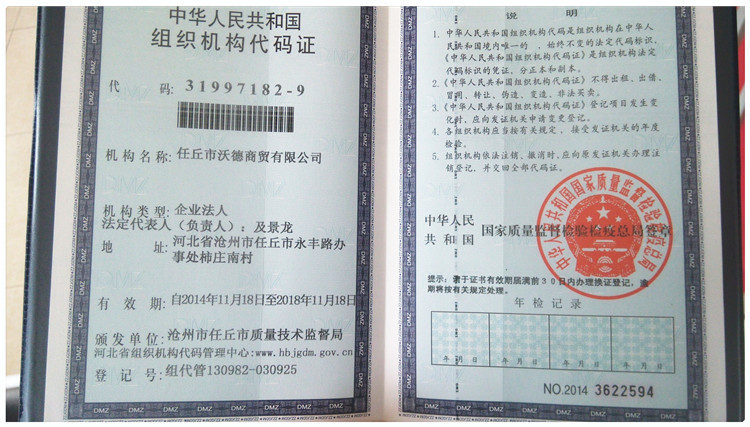 中华人民共和国
组织机构代码证
代 码: 31997182-9
机构名称: 任丘市沃德商贸有限公司
机构类型: 企业法人
法定代表人（负责人）: 及景龙
地 址: 河北省沧州市任丘市永丰路办
事处柿庄南村
有 效 期: 自2014年11月18日至2018年11月18日
颁发单位: 沧州市任丘市质量技术监督局
河北省组织机构代码管理中心:www.hbjgdm.gov.cn
登 记 号: 组代管130982-030925
说 明
1. 中华人民共和国组织机构代码是组织机构在中华人
民共和国境内唯一的、始终不变的法定代码标识，
《中华人民共和国组织机构代码证》是组织机构法定
代码标识的凭证，分正本和副本。
2. 《中华人民共和国组织机构代码证》不得出租、出借、
冒用、转让、伪造、变造、非法买卖。
3. 《中华人民共和国组织机构代码证》登记项目发生变
化时，应向发证机关申请变更登记。
4. 各组织机构应当按有关规定，接受发证机关的年度
检验。
5. 组织机构依法注销、撤消时，应向原发证机关办理注
销登记，并交回全部代码证。
中华人民
共和国
国家质量监督检验检疫总局签章
中华人民共和国国家质量监督检验检疫总局
提示: 请于证书有效期届满前30日内办理换证登记，逾
期将按有关规定处理。
年检记录
年 月 日 年 月 日 年 月 日 年 月 日
NO.2014 3622594